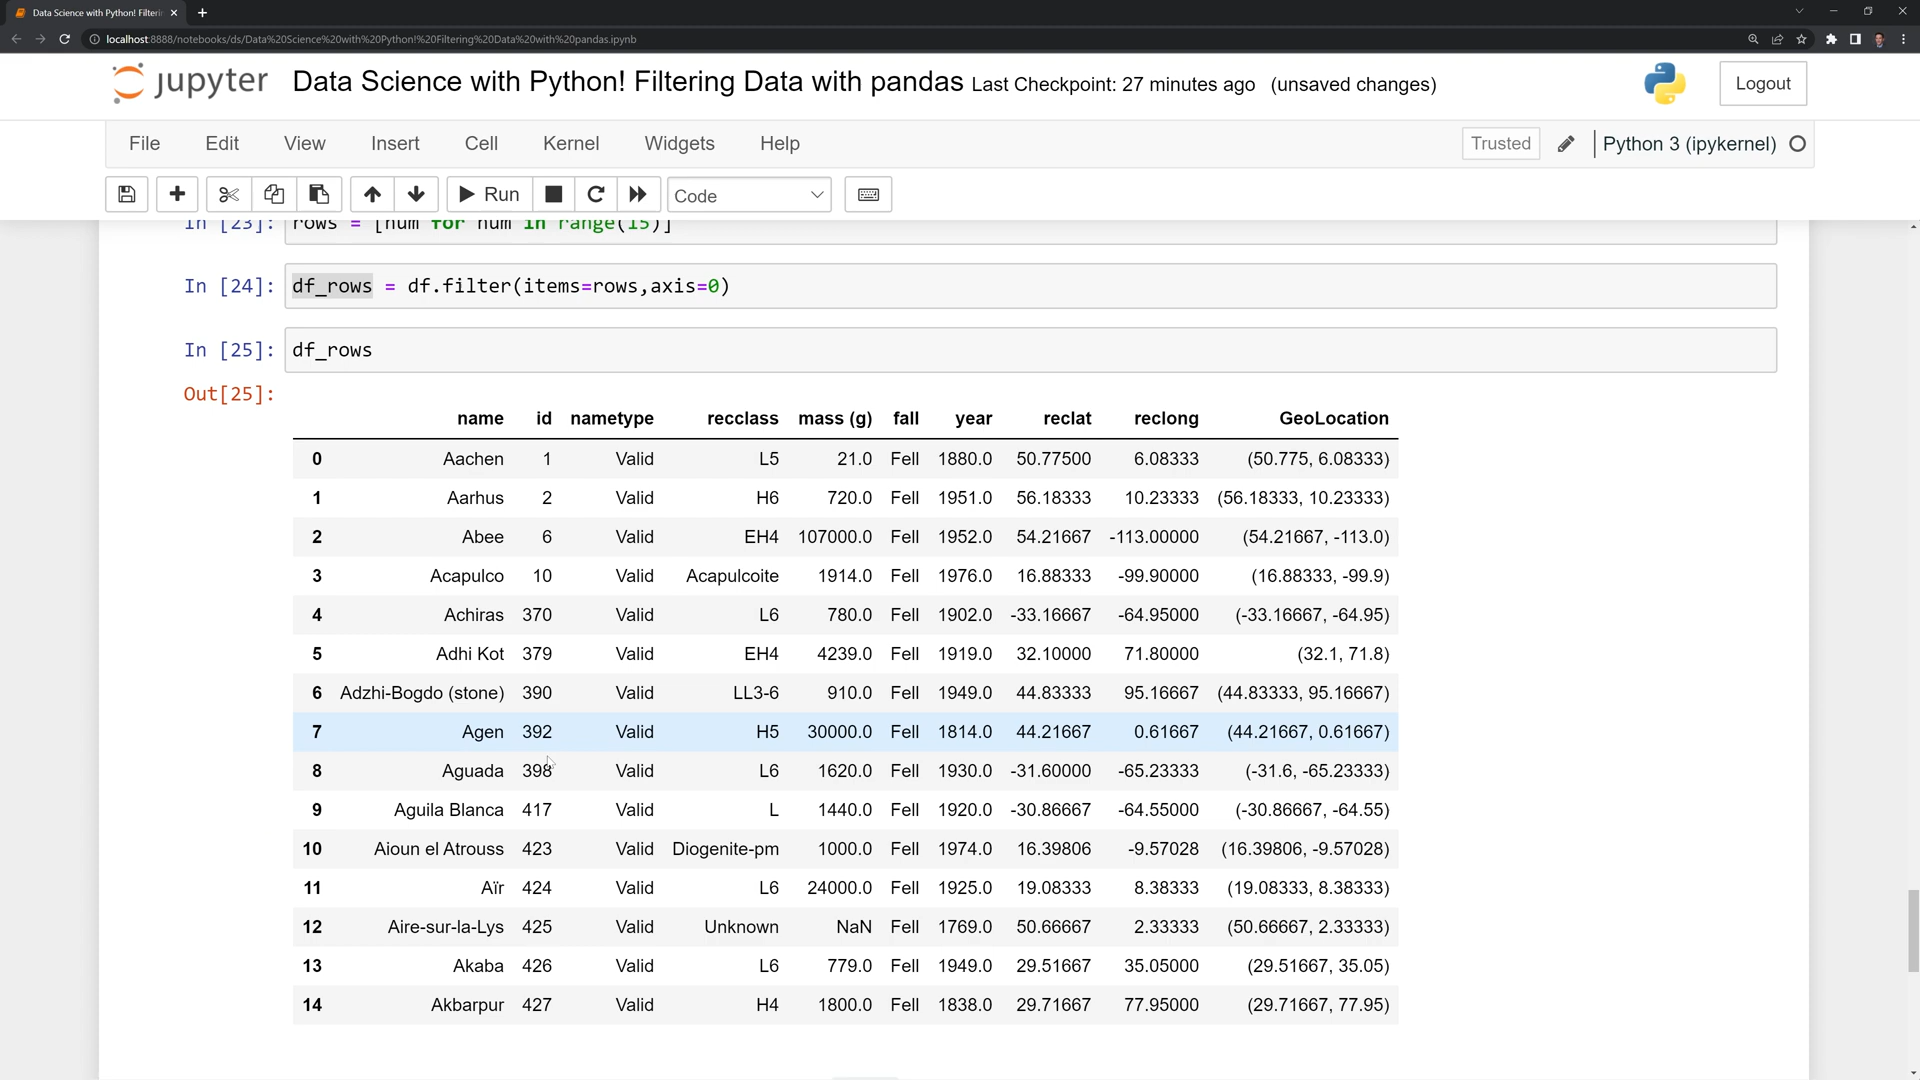 Data Science with Python! Filterin
localhost:8888/notebooks/ds/Data%20Science%20with%20Python!%20Filtering%20Data%20with%20pandas.ipynb
jupyter Data Science with Python! Filtering Data with pandas Last Checkpoint: 27 minutes ago (unsaved changes) Logout
File Edit View Insert Cell Kernel Widgets Help Trusted Python 3 (ipykernel)
Run Code
In [23]: rows = [num for num in range(15)]
In [24]: df_rows = df.filter(items=rows,axis=0)
In [25]: df_rows
Out[25]:
name id nametype recclass mass (g) fall year reclat reclong GeoLocation
0 Aachen 1 Valid L5 21.0 Fell 1880.0 50.77500 6.08333 (50.775, 6.08333)
1 Aarhus 2 Valid H6 720.0 Fell 1951.0 56.18333 10.23333 (56.18333, 10.23333)
2 Abee 6 Valid EH4 107000.0 Fell 1952.0 54.21667 -113.00000 (54.21667, -113.0)
3 Acapulco 10 Valid Acapulcoite 1914.0 Fell 1976.0 16.88333 -99.90000 (16.88333, -99.9)
4 Achiras 370 Valid L6 780.0 Fell 1902.0 -33.16667 -64.95000 (-33.16667, -64.95)
5 Adhi Kot 379 Valid EH4 4239.0 Fell 1919.0 32.10000 71.80000 (32.1, 71.8)
6 Adzhi-Bogdo (stone) 390 Valid LL3-6 910.0 Fell 1949.0 44.83333 95.16667 (44.83333, 95.16667)
7 Agen 392 Valid H5 30000.0 Fell 1814.0 44.21667 0.61667 (44.21667, 0.61667)
8 Aguada 398 Valid L6 1620.0 Fell 1930.0 -31.60000 -65.23333 (-31.6, -65.23333)
9 Aguila Blanca 417 Valid L 1440.0 Fell 1920.0 -30.86667 -64.55000 (-30.86667, -64.55)
10 Aioun el Atrouss 423 Valid Diogenite-pm 1000.0 Fell 1974.0 16.39806 -9.57028 (16.39806, -9.57028)
11 Aïr 424 Valid L6 24000.0 Fell 1925.0 19.08333 8.38333 (19.08333, 8.38333)
12 Aire-sur-la-Lys 425 Valid Unknown NaN Fell 1769.0 50.66667 2.33333 (50.66667, 2.33333)
13 Akaba 426 Valid L6 779.0 Fell 1949.0 29.51667 35.05000 (29.51667, 35.05)
14 Akbarpur 427 Valid H4 1800.0 Fell 1838.0 29.71667 77.95000 (29.71667, 77.95)